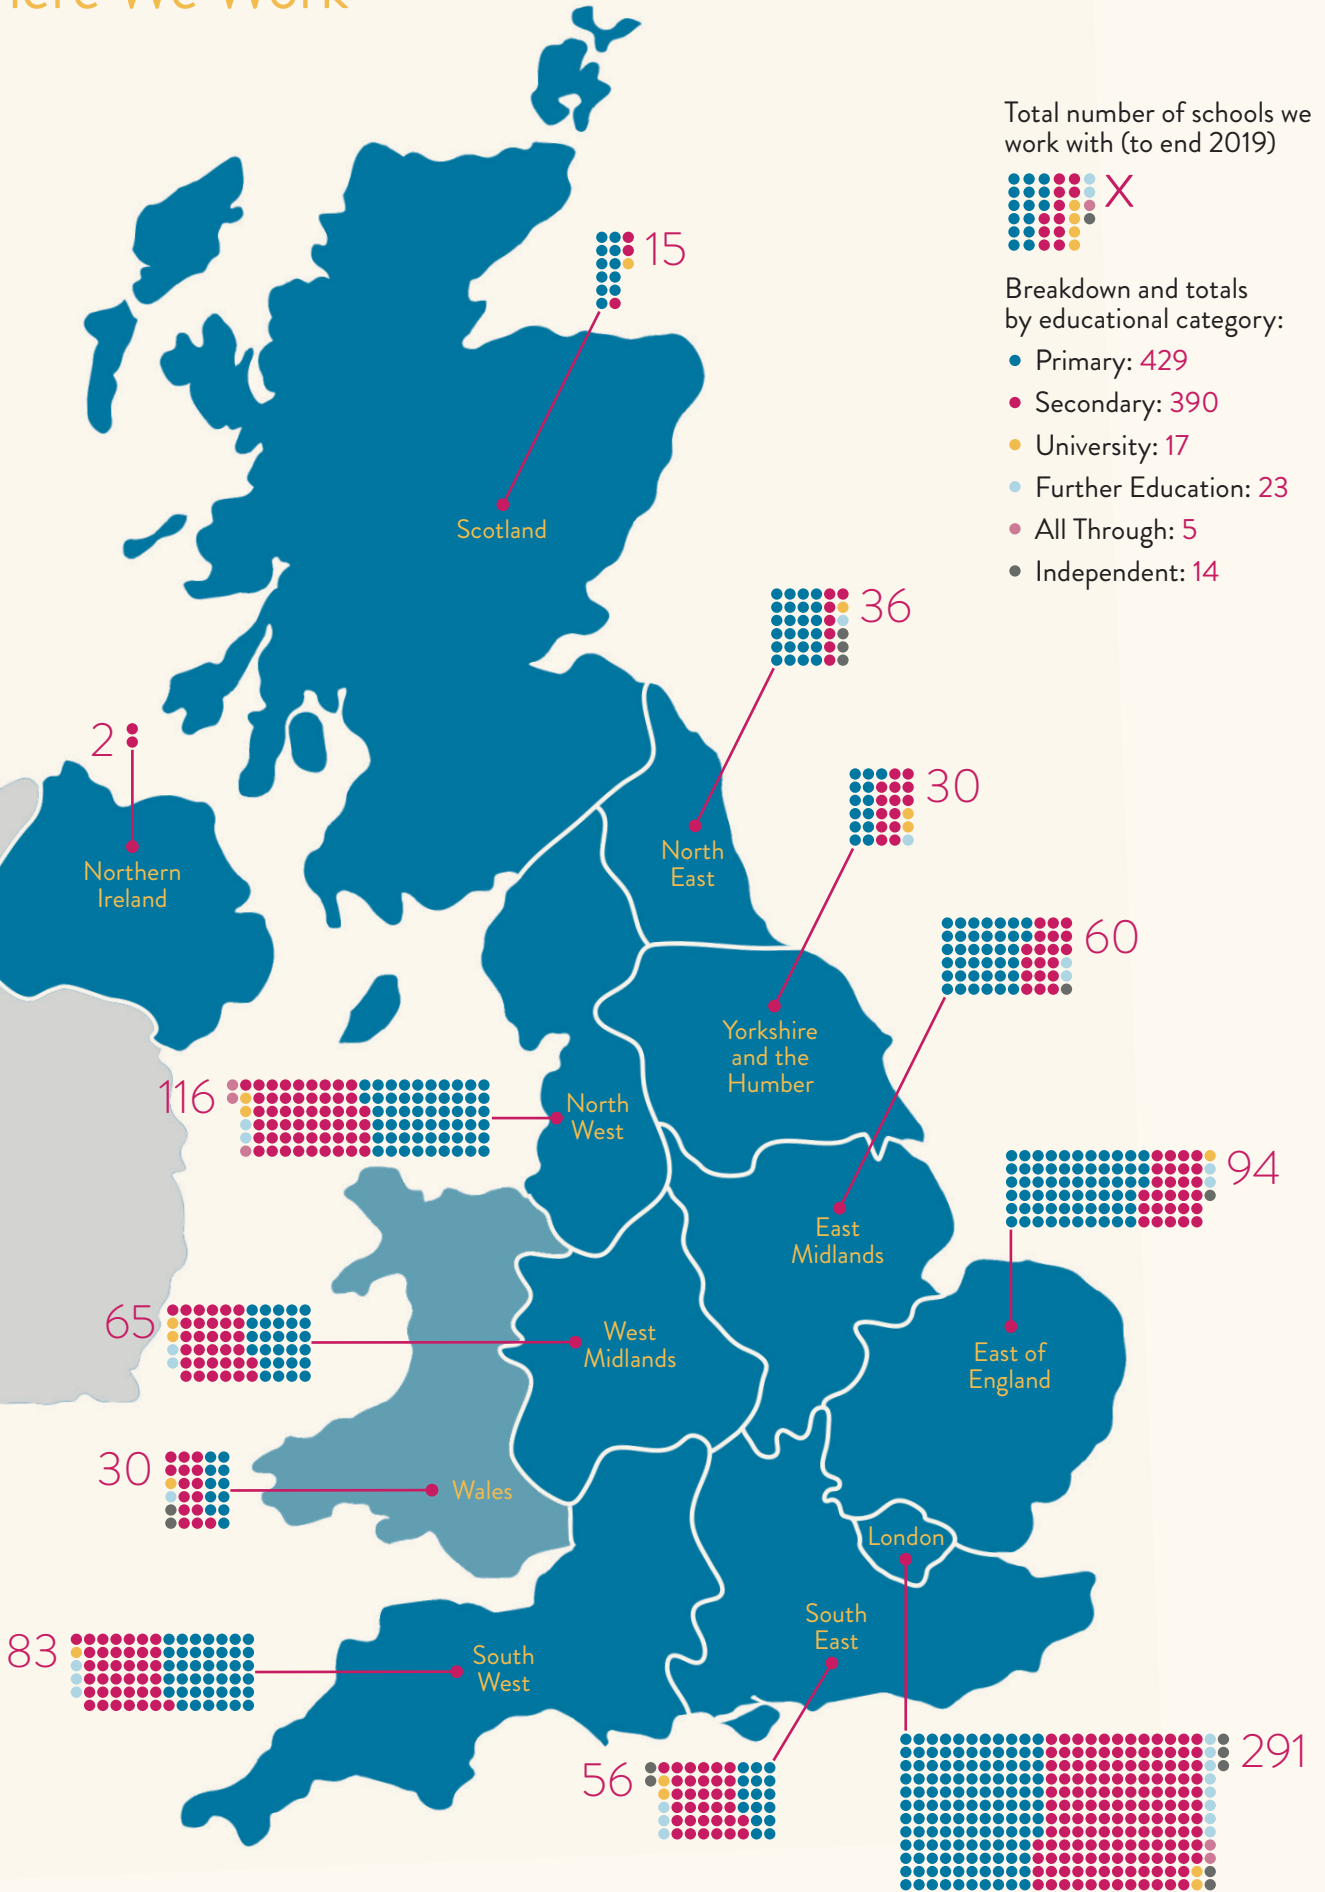 We Work
Total number of schools we
work with (to end 2019)
X
Breakdown and totals
by educational category:
Primary: 429
Secondary: 390
University: 17
Further Education: 23
All Through: 5
Independent: 14
15
Scotland
36
2
30
Northern
Ireland
North
East
60
Yorkshire
and the
Humber
116
North
West
94
East
Midlands
65
West
Midlands
East of
England
30
Wales
London
83
South
West
South
East
56
291